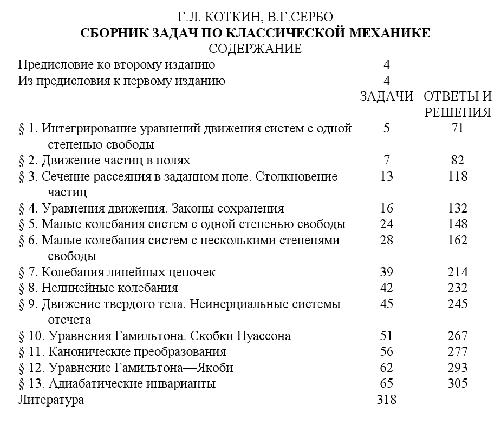 Г.Л. КОТКИН, В.Г.СЕРБО
СБОРНИК ЗАДАЧ ПО КЛАССИЧЕСКОЙ МЕХАНИКЕ
СОДЕРЖАНИЕ
Предисловие ко второму изданию 4
Из предисловия к первому изданию 4
ЗАДАЧИ ОТВЕТЫ И
РЕШЕНИЯ
§ 1. Интегрирование уравнений движения систем с одной 5 71
степенью свободы
§ 2. Движение частиц в полях 7 82
§ 3. Сечение рассеяния в заданном поле. Столкновение 13 118
частиц
§ 4. Уравнения движения. Законы сохранения 16 132
§ 5. Малые колебания систем с одной степенью свободы 24 148
§ 6. Малые колебания систем с несколькими степенями 28 162
свободы
§ 7. Колебания линейных цепочек 39 214
§ 8. Нелинейные колебания 42 232
§ 9. Движение твердого тела. Неинерциальные системы 45 245
отсчета
§ 10. Уравнения Гамильтона. Скобки Пуассона 51 267
§ 11. Канонические преобразования 56 277
§ 12. Уравнение Гамильтона—Якоби 62 293
§ 13. Адиабатические инварианты 65 305
Литература 318